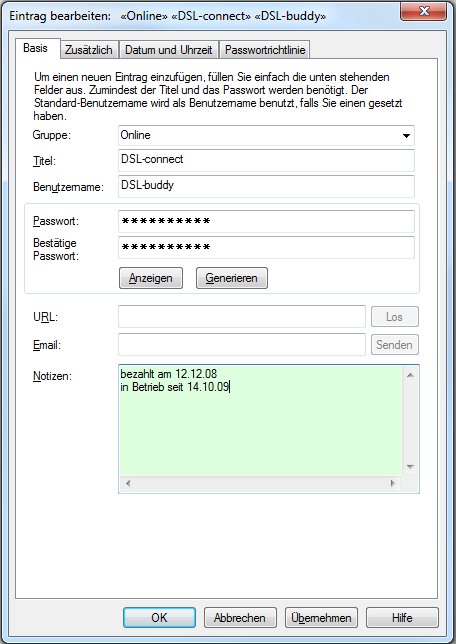 Eintrag bearbeiten: «Online» «DSL-connect» «DSL-buddy»
Basis Zusätzlich Datum und Uhrzeit Passwortrichtlinie
Um einen neuen Eintrag einzufügen, füllen Sie einfach die unten stehenden
Felder aus. Zumindest der Titel und das Passwort werden benötigt. Der
Standard-Benutzername wird als Benutzername benutzt, falls Sie einen gesetzt
haben.
Gruppe: Online
Titel: DSL-connect
Benutzername: DSL-buddy
Passwort: **********
Bestätige
Passwort: **********
Anzeigen Generieren
URL: Los
Email: Senden
Notizen: bezahlt am 12.12.08
in Betrieb seit 14.10.09
OK Abbrechen Übernehmen Hilfe